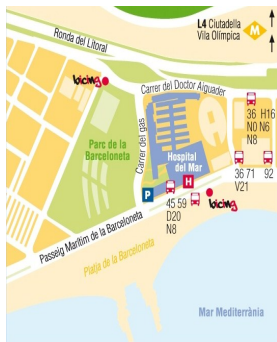 L4 Ciutadella
Vila Olímpica
M
Ronda del Litoral
bicing
Carrer del Doctor Aiguader
36 H16
N0 N6
N8
Parc de la
Barceloneta
Carrer del gas
Hospital
del Mar
H
P
36 71
V21
92
45 59
D20
N8
bicing
Passeig Marítim de la Barceloneta
Platja de la Barceloneta
Mar Mediterrània